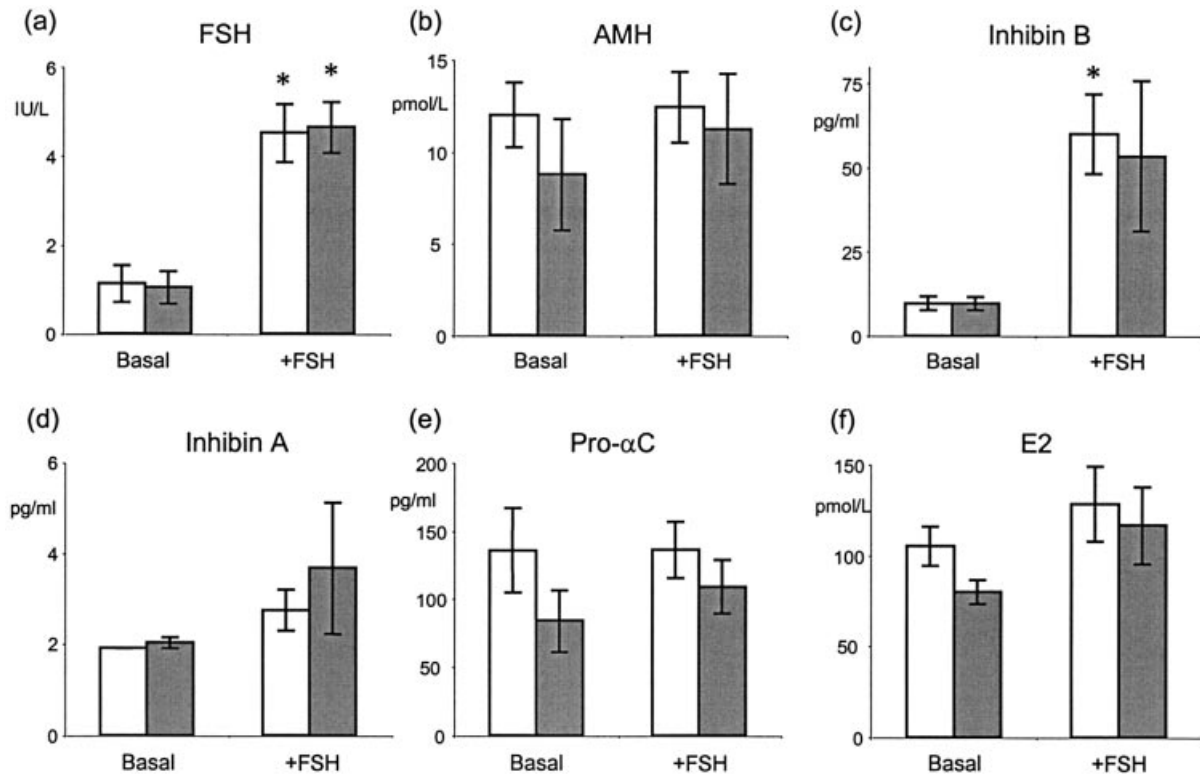 (a)
FSH
6
IU/L
4
2
0
* *
Basal +FSH
(b)
AMH
15
pmol/L
10
5
0
Basal +FSH
(c)
Inhibin B
75
pg/ml
50
25
0
*
Basal +FSH
(d)
Inhibin A
6
pg/ml
4
2
0
Basal +FSH
(e)
Pro-αC
200
pg/ml
150
100
50
0
Basal +FSH
(f)
E2
150
pmol/L
100
50
0
Basal +FSH